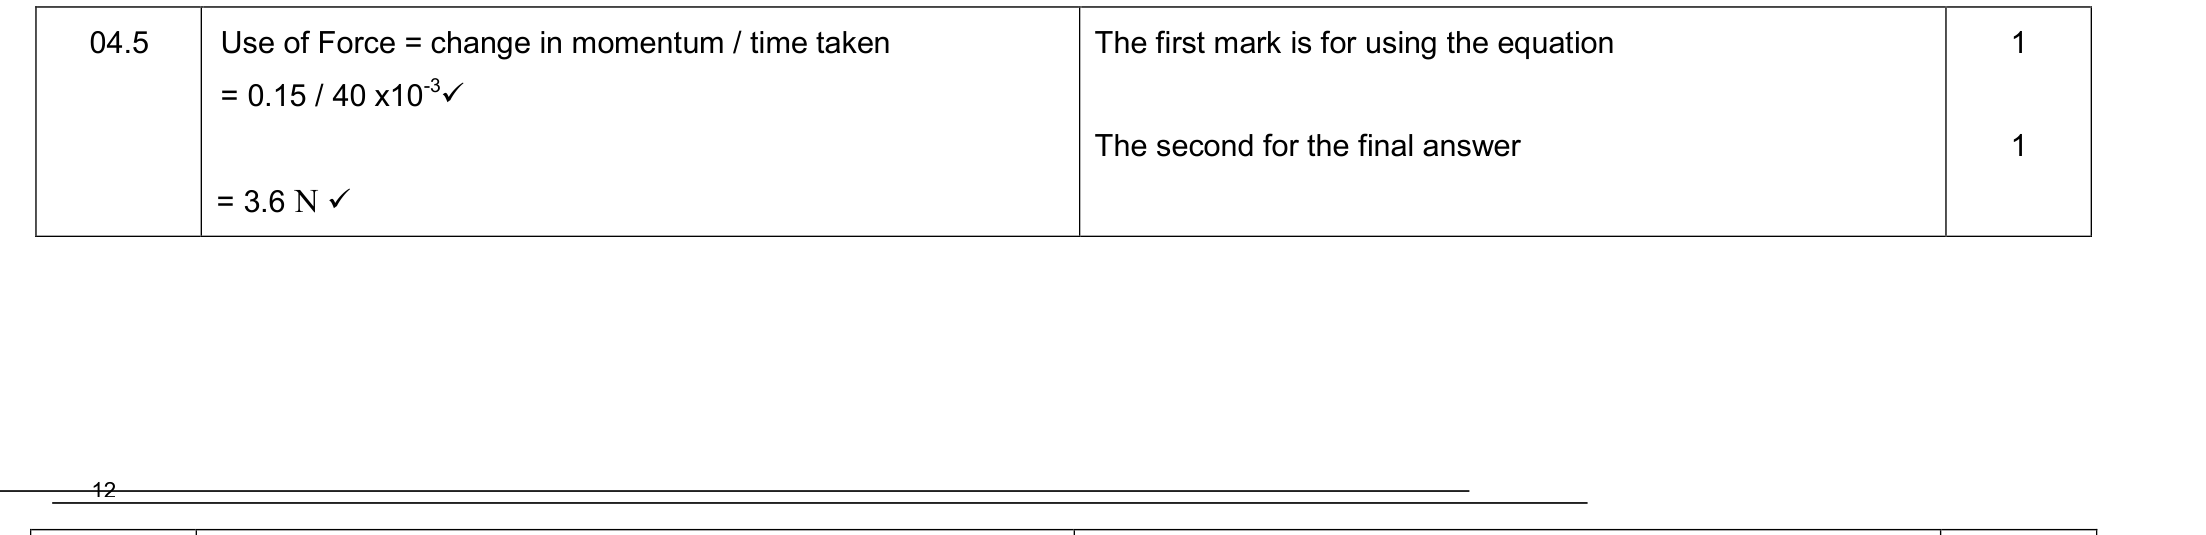 04.5
Use of Force = change in momentum / time taken
The first mark is for using the equation
1
= 0.15 / 40 x10⁻³✓
The second for the final answer
1
= 3.6 N ✓
12